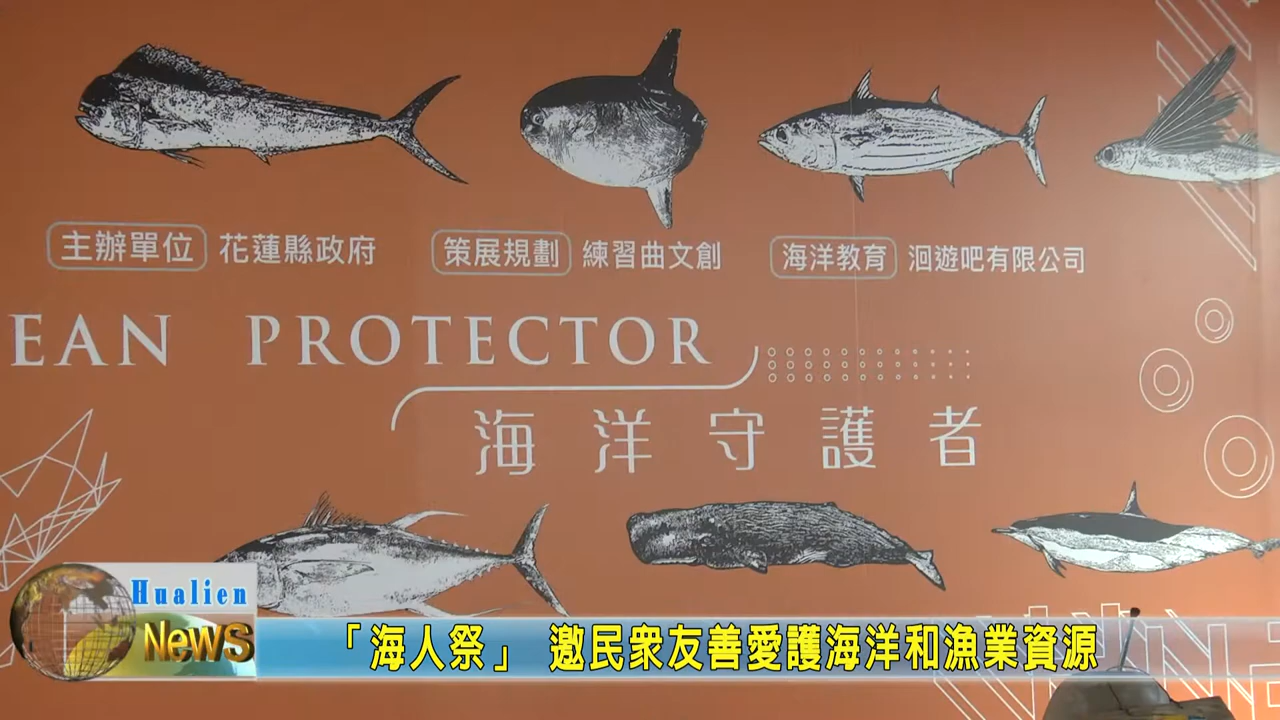 主辦單位 花蓮縣政府 策展規劃 練習曲文創 海洋教育 洄遊吧有限公司
EAN PROTECTOR
海洋守護者
Hualien
News
「海人祭」 邀民眾友善愛護海洋和漁業資源